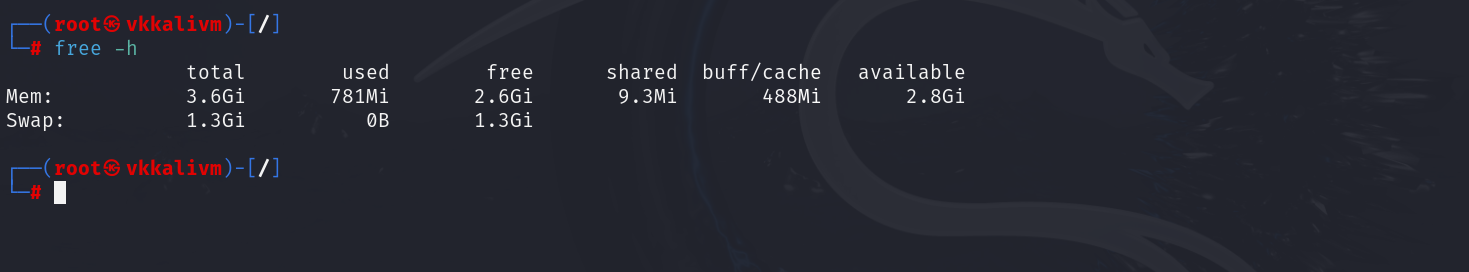 ┌──(root㉿vkkalivm)-[/]
└─# free -h
               total        used        free      shared  buff/cache   available
Mem:           3.6Gi       781Mi       2.6Gi       9.3Mi       488Mi       2.8Gi
Swap:          1.3Gi          0B       1.3Gi
┌──(root㉿vkkalivm)-[/]
└─#